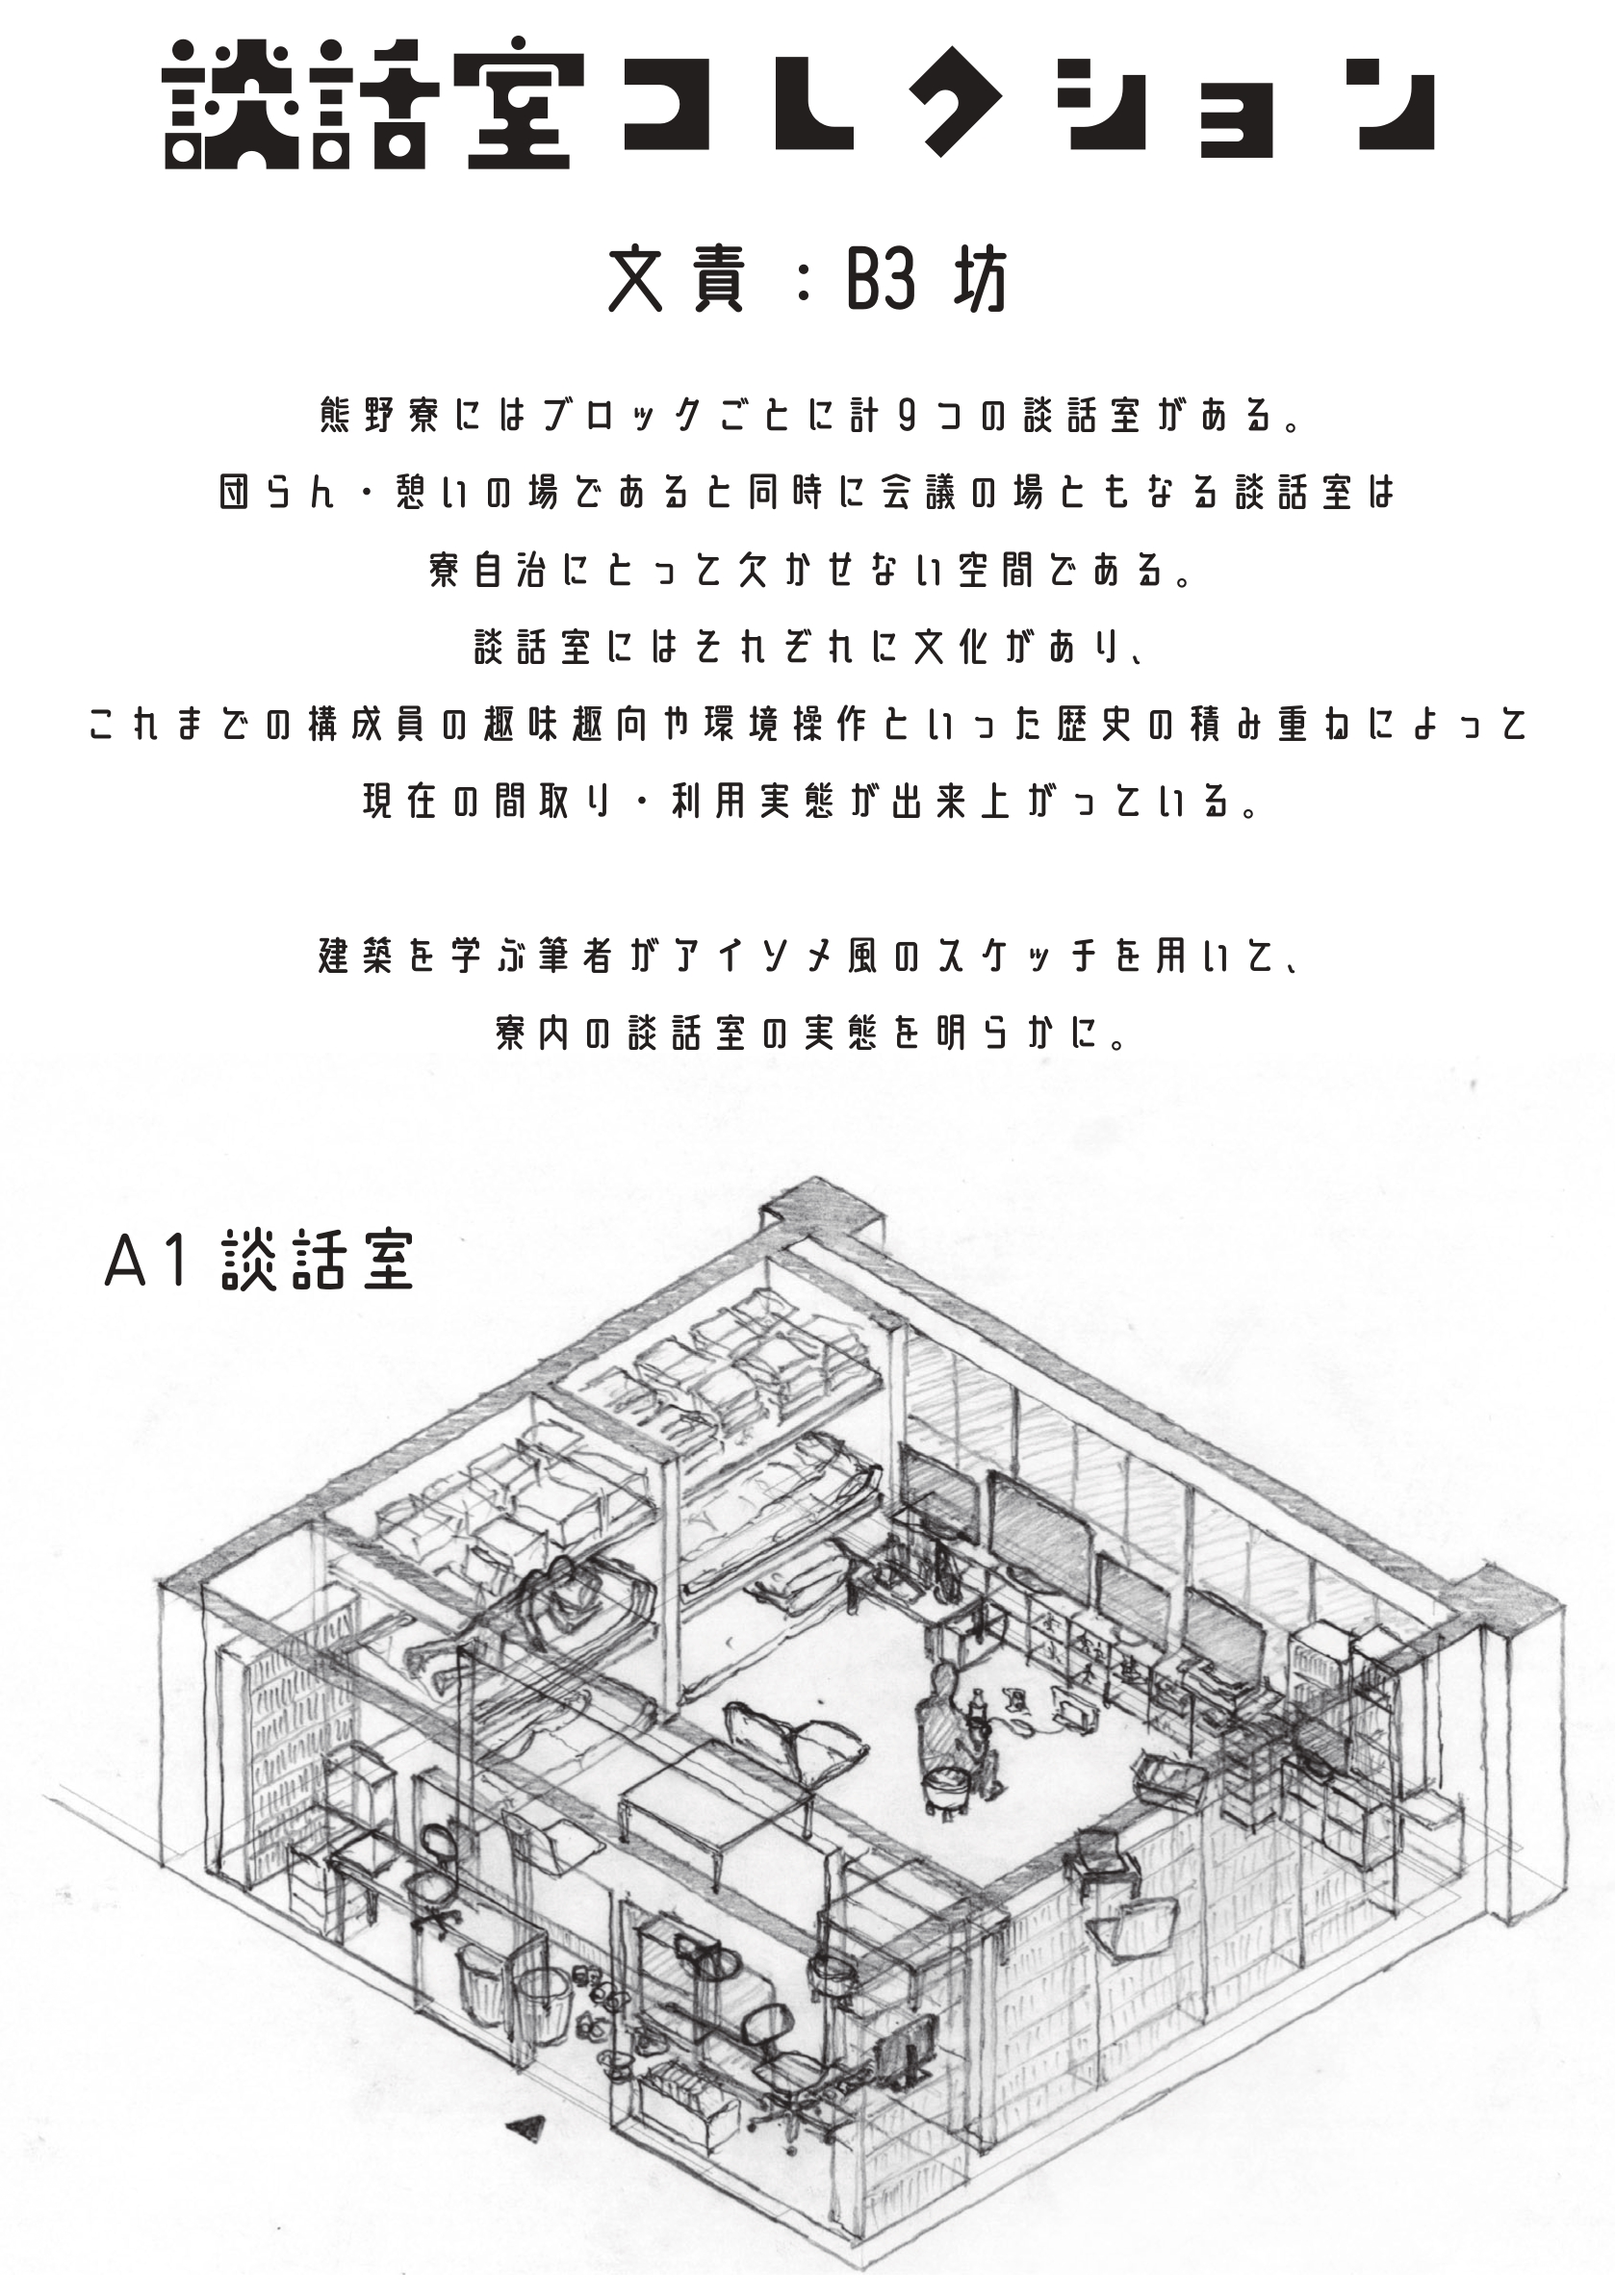 談話室コレクション
文責：B3 坊
熊野寮にはブロックごとに計9つの談話室がある。
団らん・憩いの場であると同時に会議の場ともなる談話室は
寮自治にとって欠かせない空間である。
談話室にはそれぞれに文化があり、
これまでの構成員の趣味趣向や環境操作といった歴史の積み重ねによって
現在の間取り・利用実態が出来上がっている。
建築を学ぶ筆者がアイソメ風のスケッチを用いて、
寮内の談話室の実態を明らかに。
A1 談話室